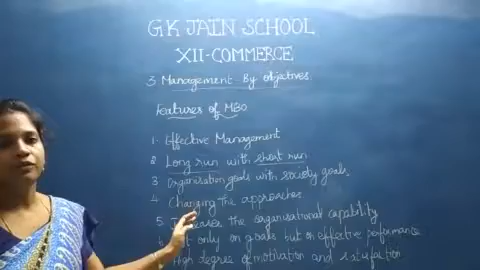 GK JAIN SCHOOL
XII-COMMERCE
3 Management By objectives.
Features of MBO
1. Effective Management
2 Long run with short run
3 Organisation goals with society goals.
4. Changing the approaches.
5 the organisational capability
only on goals but on effective performance
High degree of motivation and satisfaction